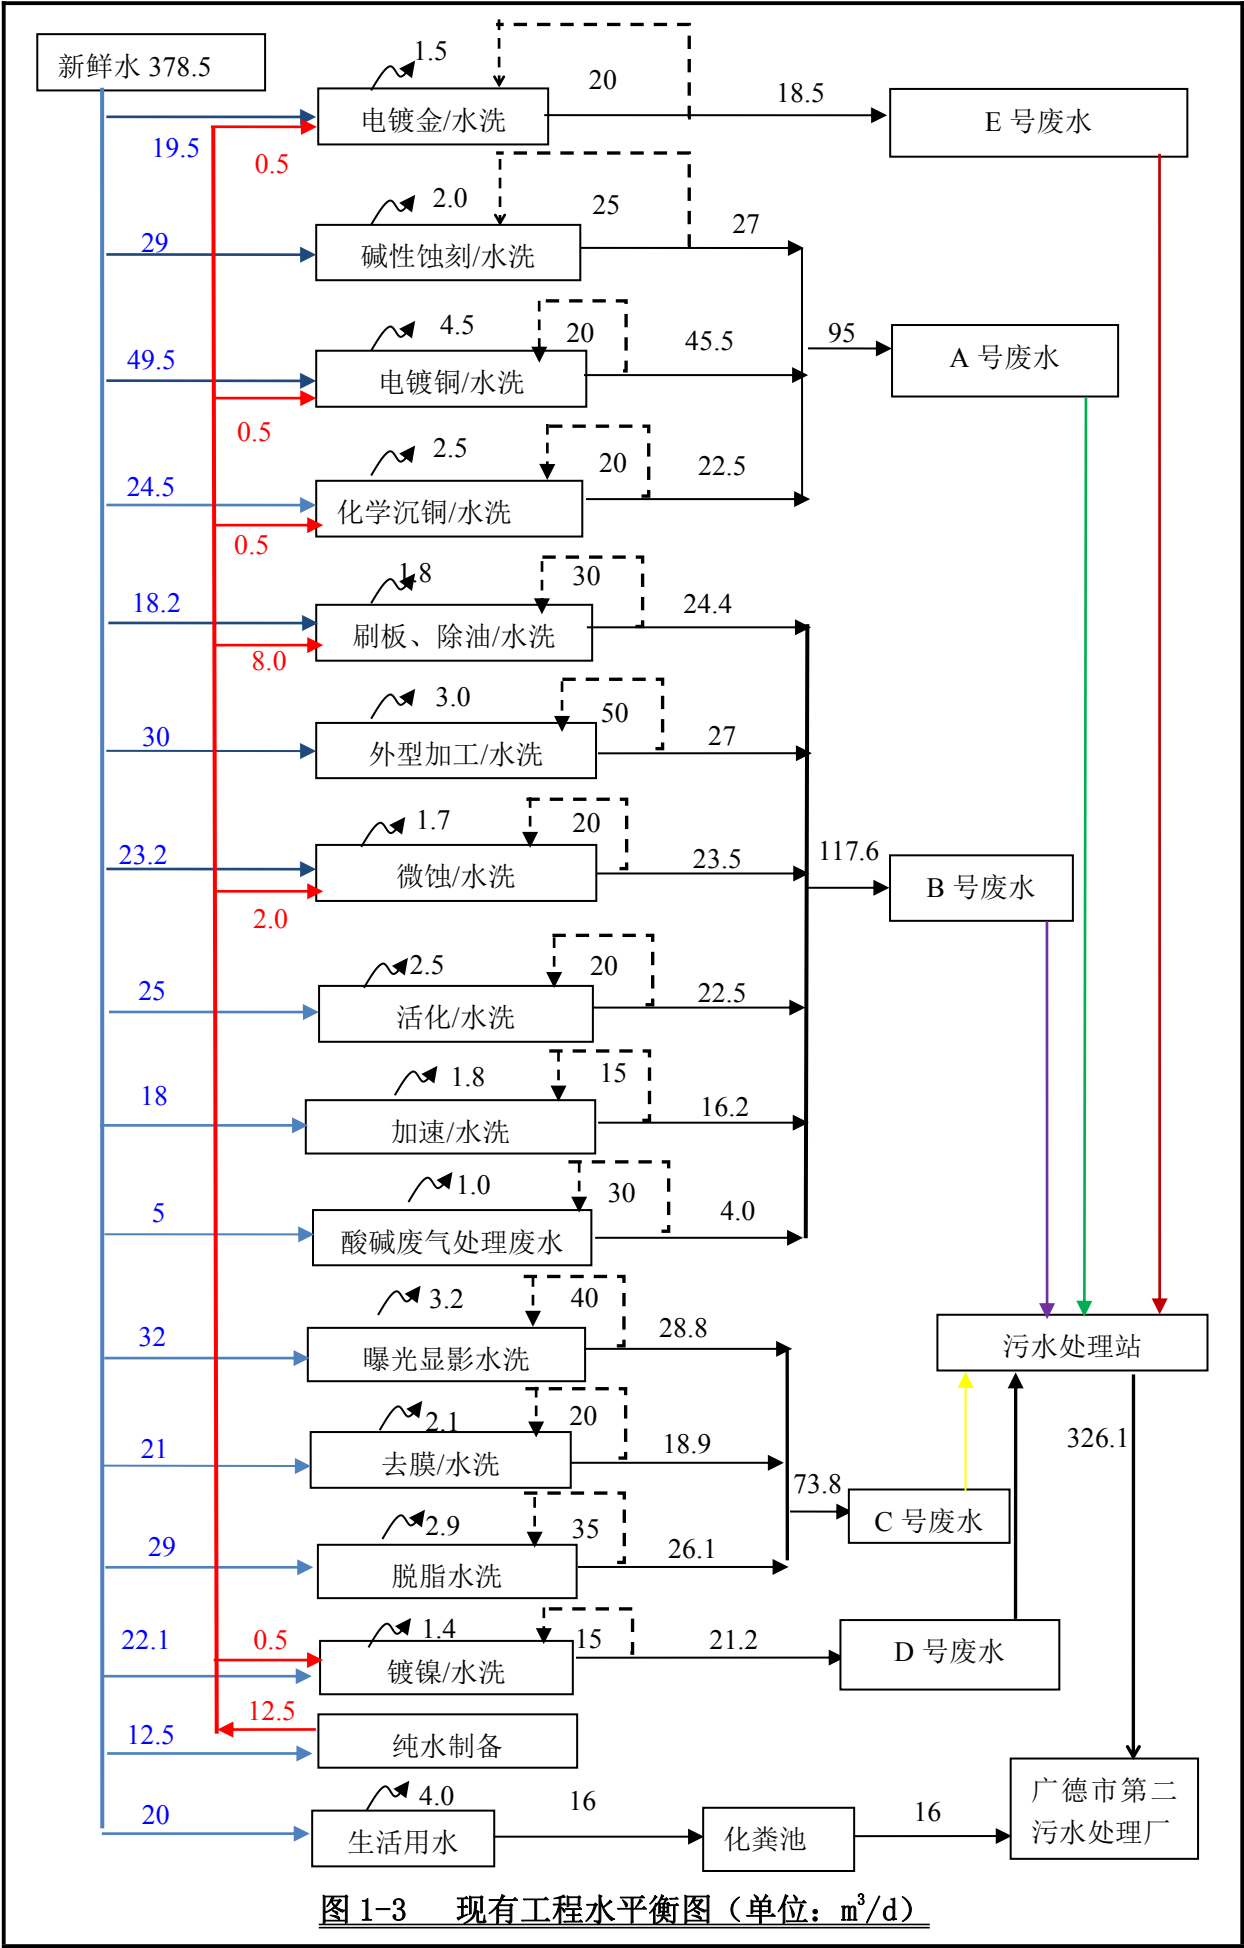 新鲜水 378.5
1.5
20
18.5
电镀金/水洗
E 号废水
19.5
0.5
2.0
25
27
29
碱性蚀刻/水洗
4.5
20
45.5
95
49.5
电镀铜/水洗
A 号废水
0.5
2.5
20
22.5
24.5
化学沉铜/水洗
0.5
1.8
30
24.4
18.2
刷板、除油/水洗
8.0
3.0
50
27
30
外型加工/水洗
1.7
20
23.5
117.6
23.2
微蚀/水洗
B 号废水
2.0
2.5
20
22.5
25
活化/水洗
1.8
15
16.2
18
加速/水洗
1.0
30
4.0
5
酸碱废气处理废水
3.2
40
28.8
32
曝光显影水洗
污水处理站
2.1
20
18.9
326.1
21
去膜/水洗
73.8
2.9
35
26.1
C 号废水
29
脱脂水洗
22.1
0.5
1.4
15
21.2
D 号废水
镀镍/水洗
12.5
12.5
纯水制备
4.0
16
16
20
生活用水
化粪池
广德市第二
污水处理厂
图 1-3 现有工程水平衡图（单位：m³/d）